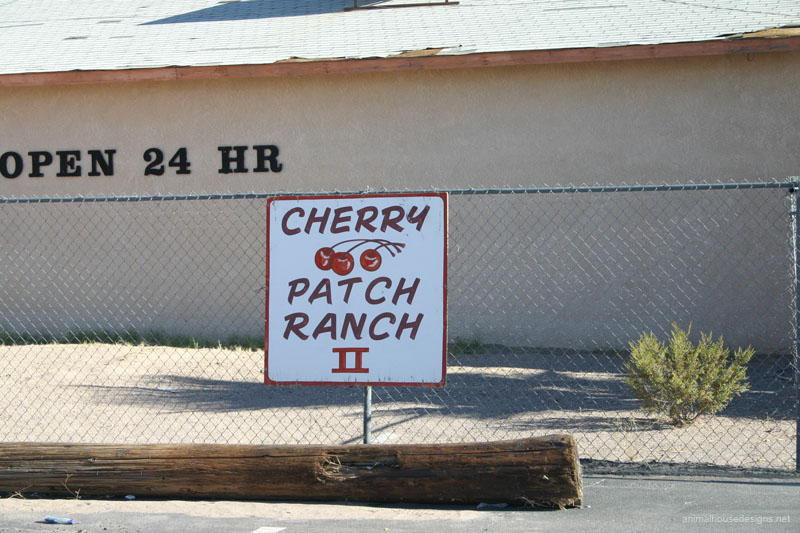 OPEN 24 HR
CHERRY
PATCH
RANCH
II
animalhousedesigns.net